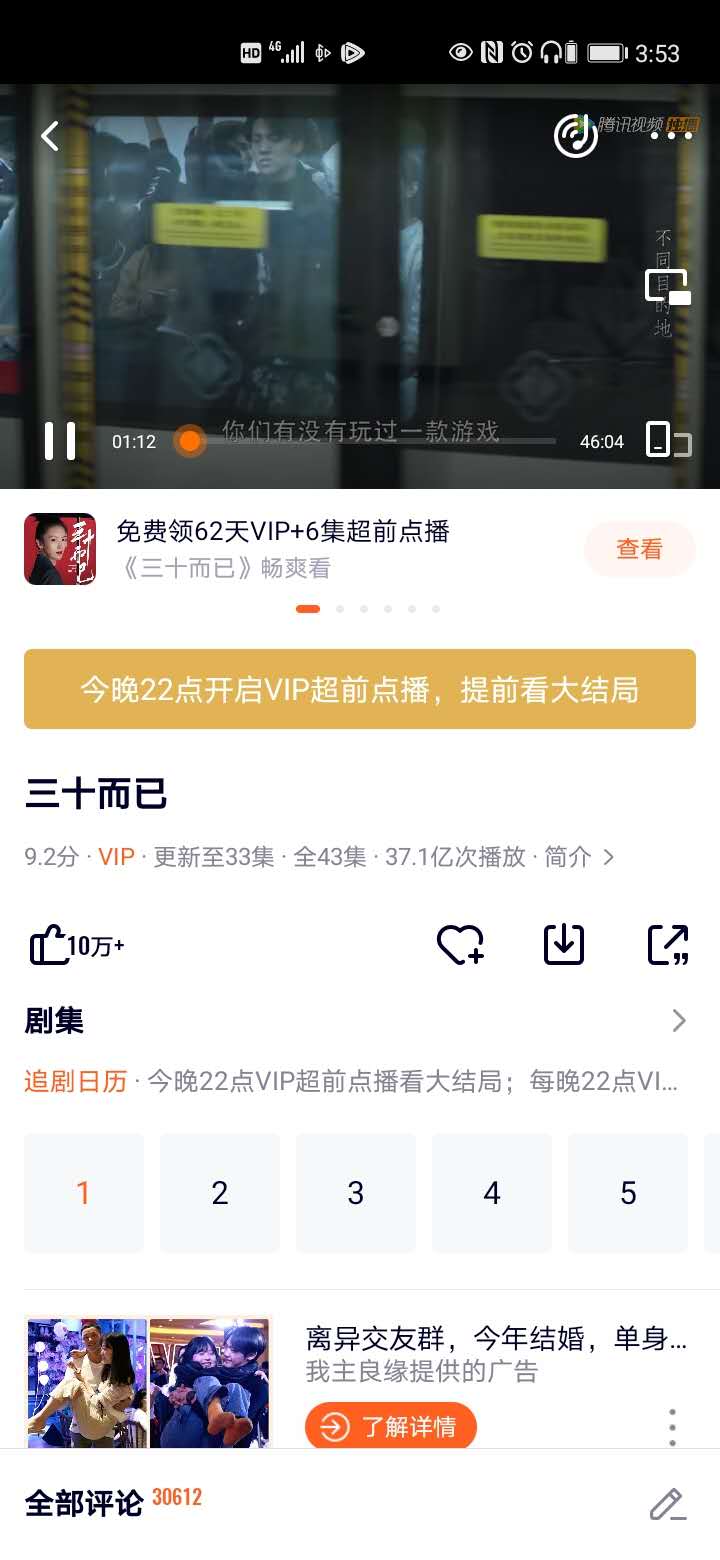 HD 4G 3:53
腾讯视频 独播
不同目的地
你们有没有玩过一款游戏
01:12 46:04
三十而已
免费领62天VIP+6集超前点播
《三十而已》畅爽看
查看
今晚22点开启VIP超前点播，提前看大结局
三十而已
9.2分 · VIP · 更新至33集 · 全43集 · 37.1亿次播放 · 简介
10万+
剧集
追剧日历 · 今晚22点VIP超前点播看大结局；每晚22点VI...
1 2 3 4 5
离异交友群，今年结婚，单身...
我主良缘提供的广告
了解详情
全部评论 30612